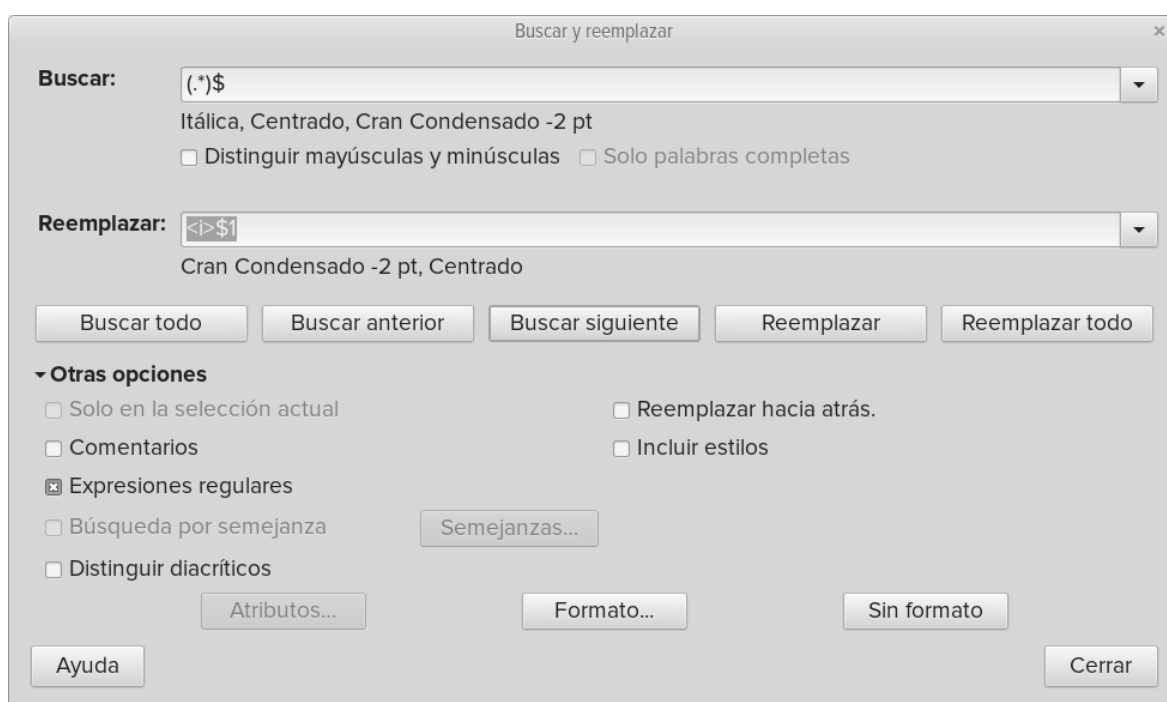 Buscar y reemplazar
Buscar: (.*)$
Itálica, Centrado, Cran Condensado -2 pt
Distinguir mayúsculas y minúsculas Solo palabras completas
Reemplazar: <i>$1
Cran Condensado -2 pt, Centrado
Buscar todo Buscar anterior Buscar siguiente Reemplazar Reemplazar todo
Otras opciones
Solo en la selección actual Reemplazar hacia atrás.
Comentarios Incluir estilos
Expresiones regulares
Búsqueda por semejanza Semejanzas...
Distinguir diacríticos
Atributos... Formato... Sin formato
Ayuda Cerrar